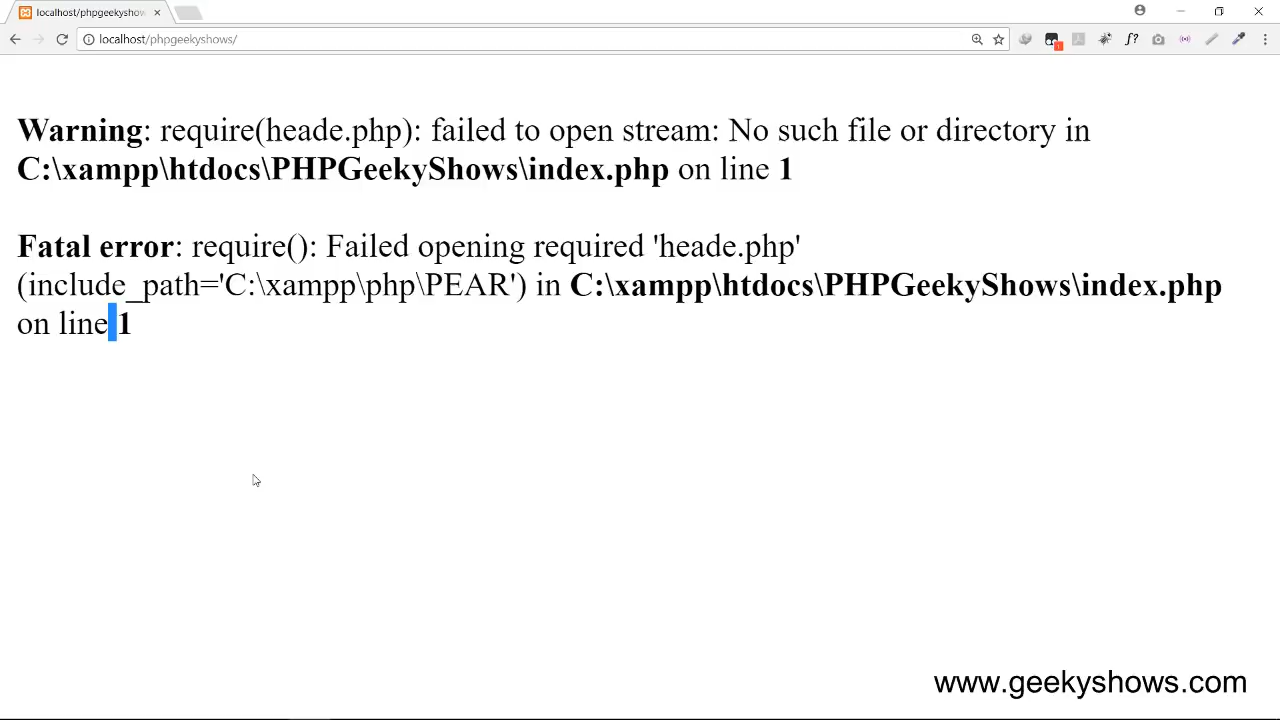 localhost/phpgeekyshow
localhost/phpgeekyshows/
Warning: require(heade.php): failed to open stream: No such file or directory in
C:\xampp\htdocs\PHPGeekyShows\index.php on line 1
Fatal error: require(): Failed opening required 'heade.php'
(include_path='C:\xampp\php\PEAR') in C:\xampp\htdocs\PHPGeekyShows\index.php
on line 1
www.geekyshows.com